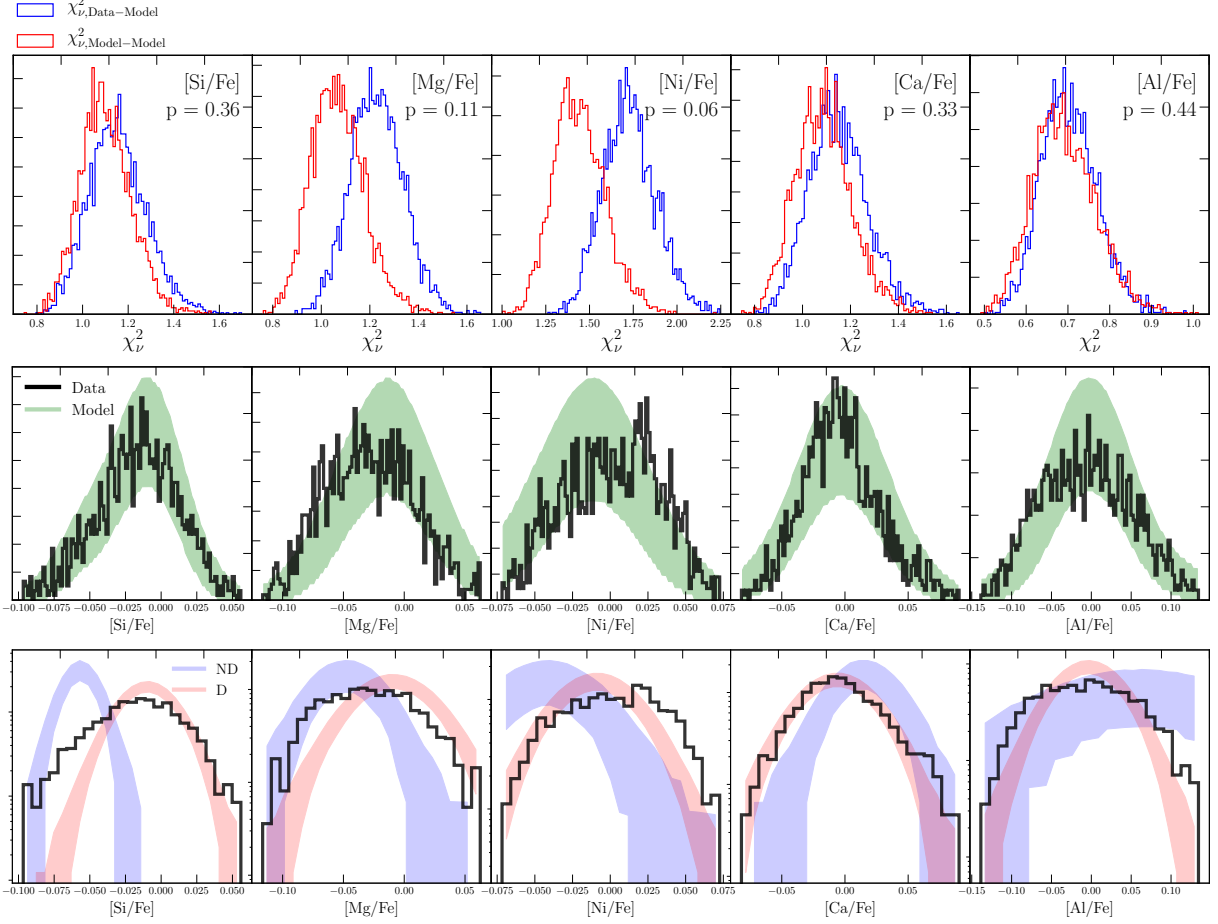 χ²ν,Data−Model
χ²ν,Model−Model
[Si/Fe] [Mg/Fe] [Ni/Fe] [Ca/Fe] [Al/Fe]
p = 0.36 p = 0.11 p = 0.06 p = 0.33 p = 0.44
0.8 1.0 1.2 1.4 1.6 0.8 1.0 1.2 1.4 1.6 1.00 1.25 1.50 1.75 2.00 2.25 0.8 1.0 1.2 1.4 1.6 0.5 0.6 0.7 0.8 0.9 1.0
χ²ν χ²ν χ²ν χ²ν χ²ν
Data
Model
−0.100 −0.075 −0.050 −0.025 0.000 0.025 0.050 −0.10 −0.05 0.00 0.05 −0.075 −0.050 −0.025 0.000 0.025 0.050 0.075 −0.05 0.00 0.05 −0.15 −0.10 −0.05 0.00 0.05 0.10
[Si/Fe] [Mg/Fe] [Ni/Fe] [Ca/Fe] [Al/Fe]
ND
D
−0.100 −0.075 −0.050 −0.025 0.000 0.025 0.050 −0.10 −0.05 0.00 0.05 −0.075 −0.050 −0.025 0.000 0.025 0.050 0.075 −0.05 0.00 0.05 −0.15 −0.10 −0.05 0.00 0.05 0.10
[Si/Fe] [Mg/Fe] [Ni/Fe] [Ca/Fe] [Al/Fe]